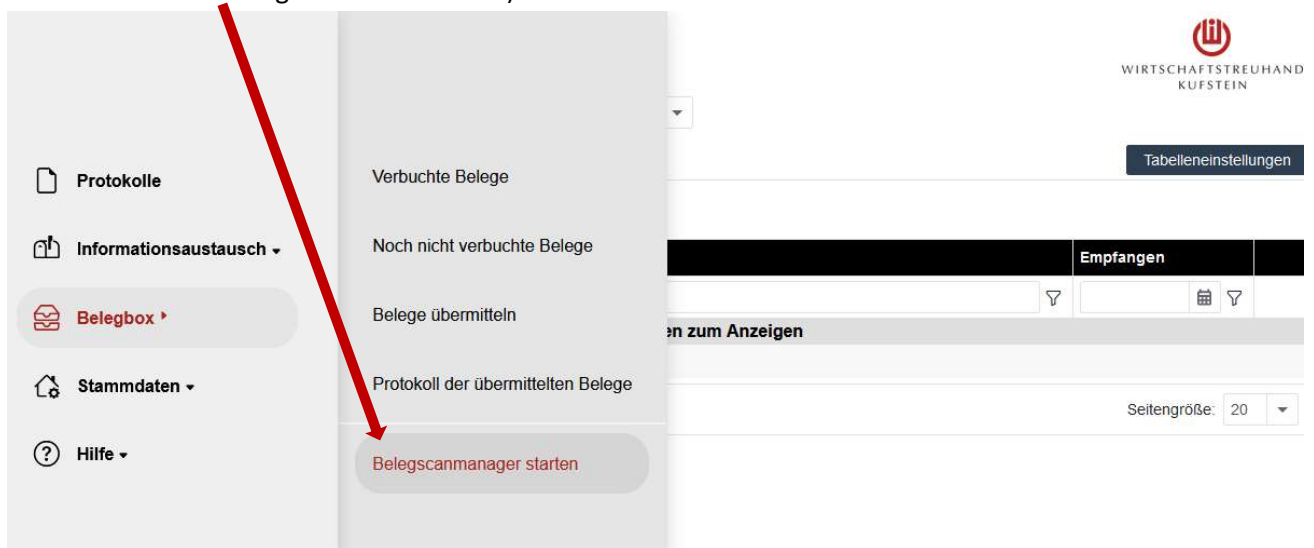 WIRTSCHAFTSTREUHAND
KUFSTEIN
Tabelleneinstellungen
Protokolle
Informationsaustausch
Belegbox
Stammdaten
Hilfe
Verbuchte Belege
Noch nicht verbuchte Belege
Belege übermitteln
Protokoll der übermittelten Belege
Belegscanmanager starten
Empfangen
en zum Anzeigen
Seitengröße: 20